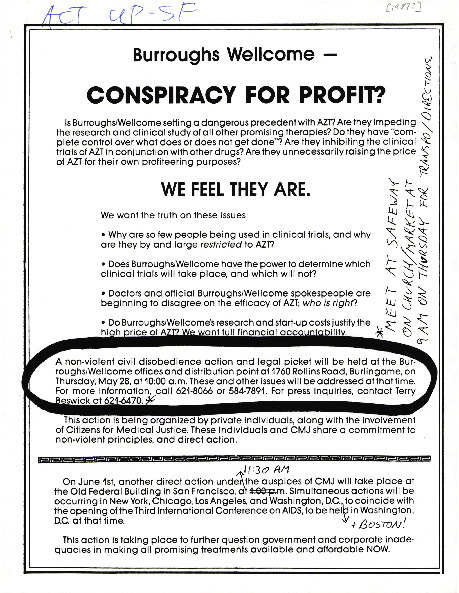 ACT UP-SF
[1987?]
Burroughs Wellcome —
CONSPIRACY FOR PROFIT?
Is Burroughs/Wellcome setting a dangerous precedent with AZT? Are they impeding
the research and clinical study of all other promising therapies? Do they have "com-
plete control over what does or does not get done"? Are they inhibiting the clinical
trials of AZT in conjunction with other drugs? Are they unnecessarily raising the price
of AZT for their own profiteering purposes?
WE FEEL THEY ARE.
We want the truth on these issues:
• Why are so few people being used in clinical trials, and why
are they by and large restricted to AZT?
• Does Burroughs/Wellcome have the power to determine which
clinical trials will take place, and which will not?
• Doctors and official Burroughs/Wellcome spokespeople are
beginning to disagree on the efficacy of AZT; who is right?
• Do Burroughs/Wellcome's research and start-up costs justify the
high price of AZT? We want full financial accountability.
* MEET AT SAFEWAY
ON CHURCH/MARKET AT
9 AM ON THURSDAY FOR TRANSPO/DIRECTIONS
A non-violent civil disobedience action and legal picket will be held at the Bur-
roughs/Wellcome offices and distribution point at 1760 Rollins Road, Burlingame, on
Thursday, May 28, at 10:00 a.m. These and other issues will be addressed at that time.
For more information, call 621-8066 or 584-7891. For press inquiries, contact Terry
Beswick at 621-6470. *
This action is being organized by private individuals, along with the involvement
of Citizens for Medical Justice. These individuals and CMJ share a commitment to
non-violent principles, and direct action.
11:30 AM
On June 1st, another direct action under the auspices of CMJ will take place at
the Old Federal Building in San Francisco, at 1:00 p.m. Simultaneous actions will be
occurring in New York, Chicago, Los Angeles, and Washington, D.C., to coincide with
the opening of the Third International Conference on AIDS, to be held in Washington,
D.C. at that time.
+ BOSTON!
This action is taking place to further question government and corporate inade-
quacies in making all promising treatments available and affordable NOW.